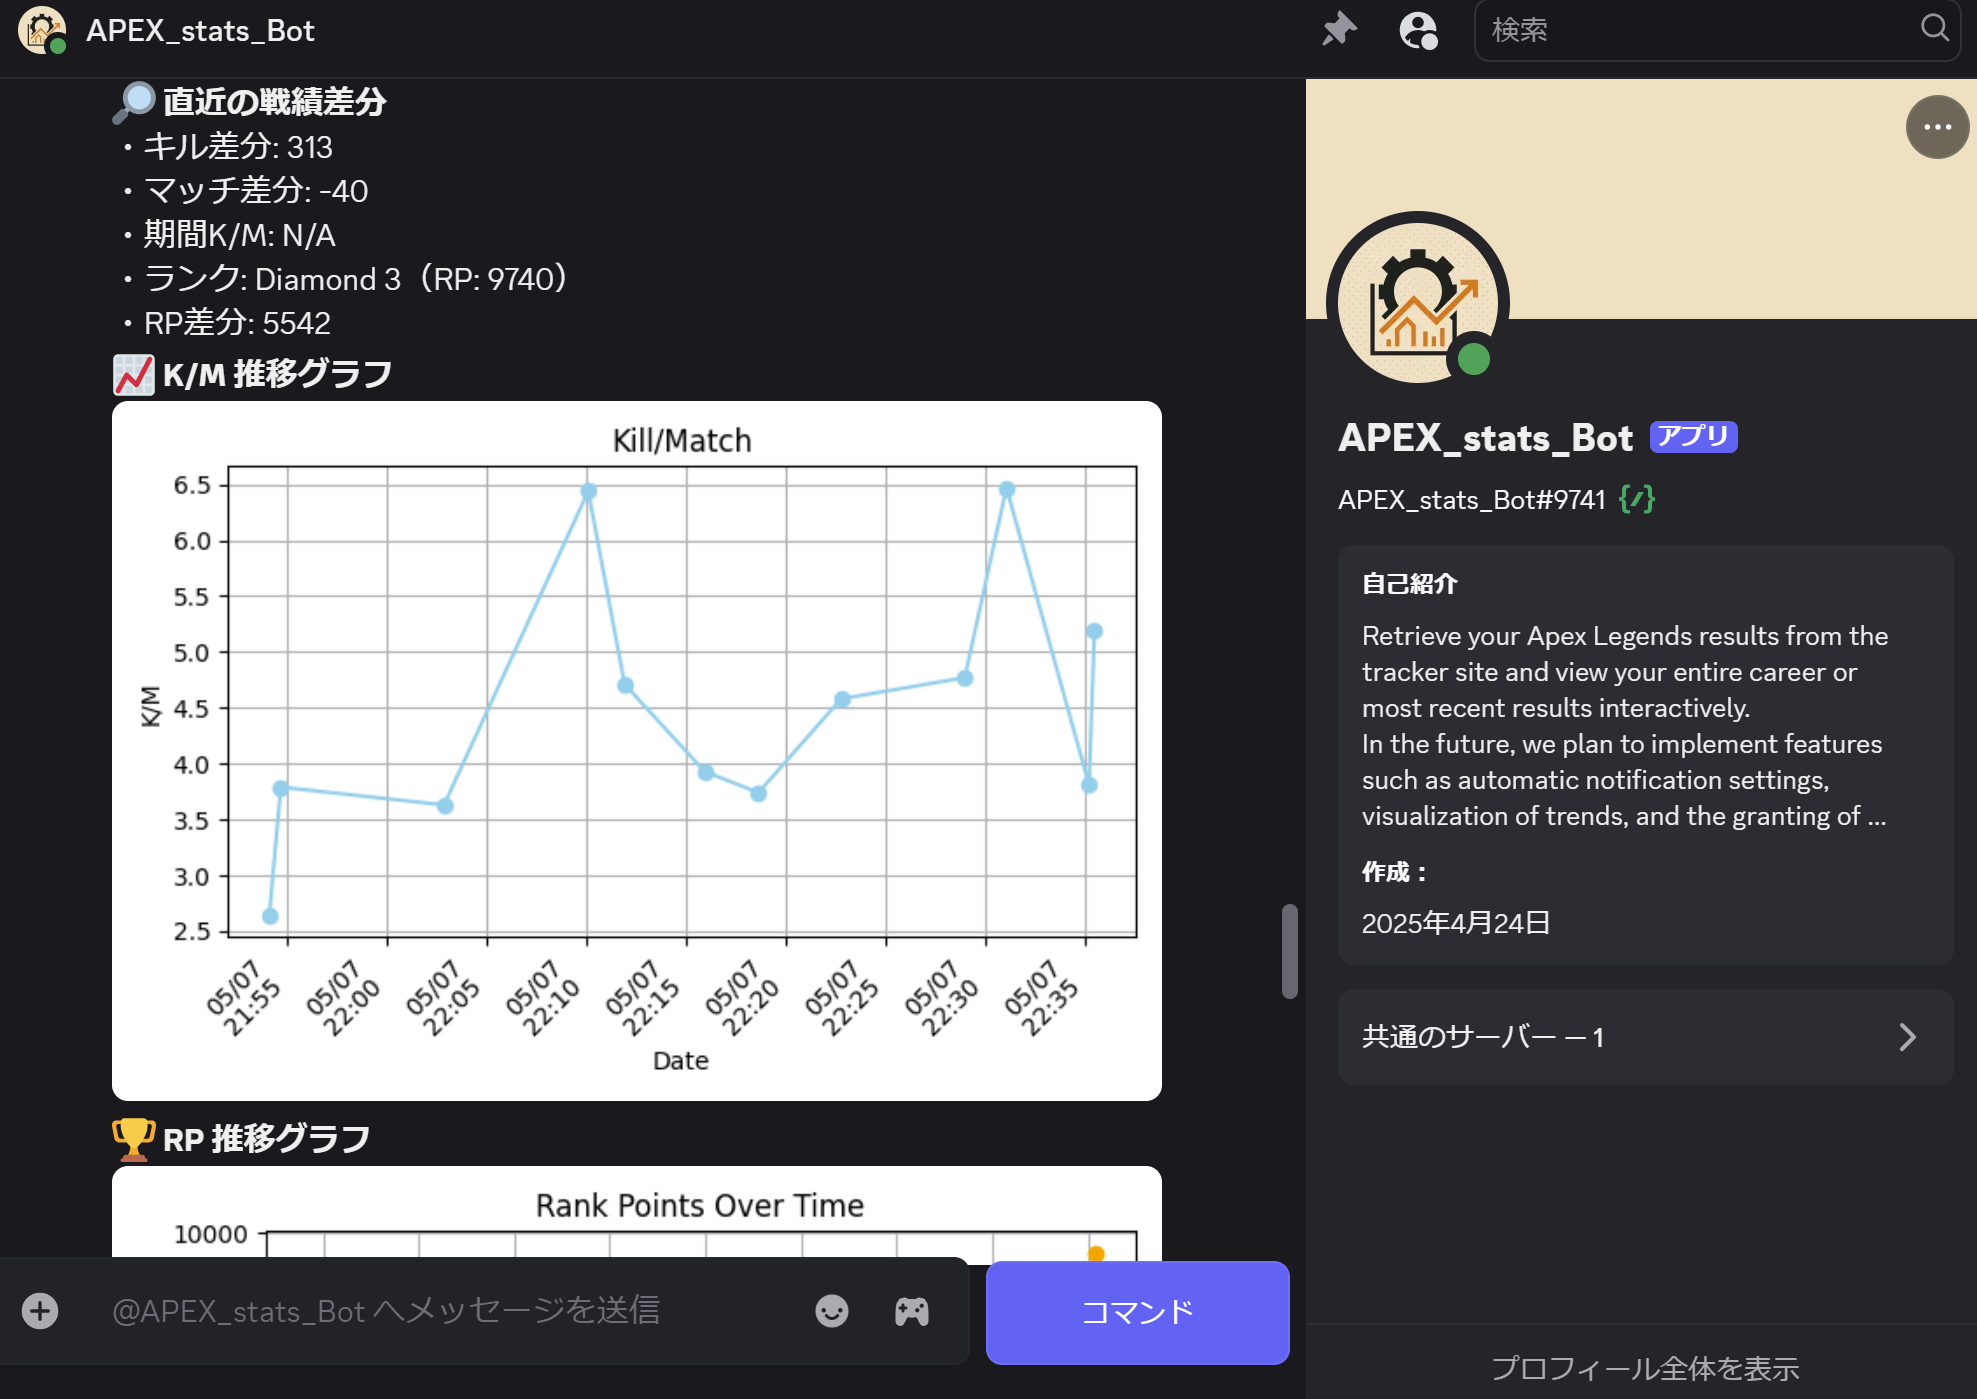 APEX_stats_Bot
検索
直近の戦績差分
・キル差分: 313
・マッチ差分: -40
・期間K/M: N/A
・ランク: Diamond 3（RP: 9740）
・RP差分: 5542
K/M 推移グラフ
Kill/Match
6.5
6.0
5.5
5.0
4.5
4.0
3.5
3.0
2.5
K/M
05/07
21:55
05/07
22:00
05/07
22:05
05/07
22:10
05/07
22:15
05/07
22:20
05/07
22:25
05/07
22:30
05/07
22:35
Date
RP 推移グラフ
Rank Points Over Time
10000
@APEX_stats_Bot へメッセージを送信
コマンド
APEX_stats_Bot アプリ
APEX_stats_Bot#9741
自己紹介
Retrieve your Apex Legends results from the
tracker site and view your entire career or
most recent results interactively.
In the future, we plan to implement features
such as automatic notification settings,
visualization of trends, and the granting of ...
作成：
2025年4月24日
共通のサーバー ー 1
プロフィール全体を表示